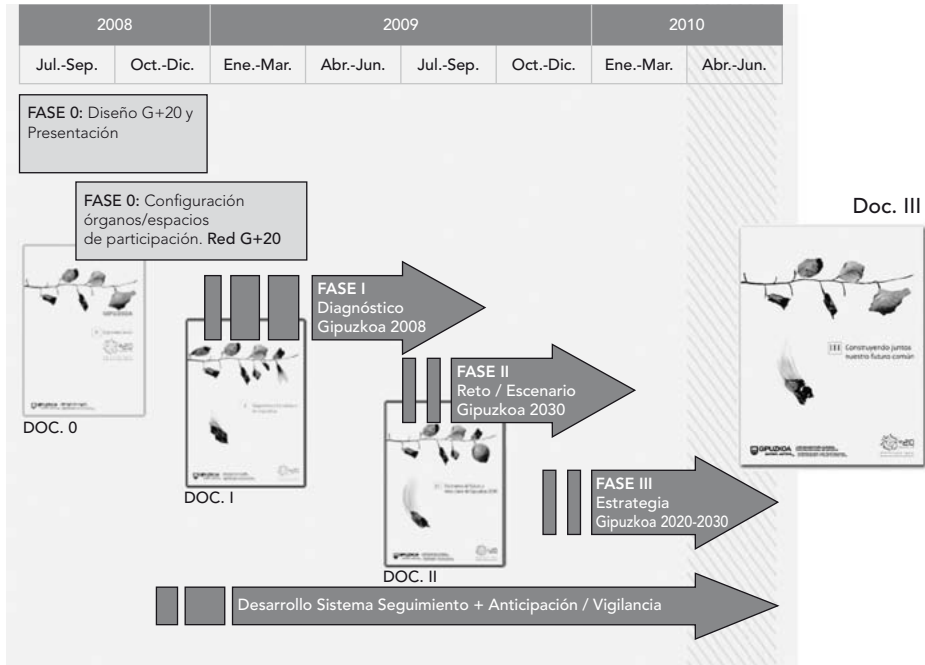 2008 2009 2010
Jul.-Sep. Oct.-Dic. Ene.-Mar. Abr.-Jun. Jul.-Sep. Oct.-Dic. Ene.-Mar. Abr.-Jun.
FASE 0: Diseño G+20 y
Presentación
FASE 0: Configuración
órganos/espacios
de participación. Red G+20
Doc. III
FASE I
Diagnóstico
Gipuzkoa 2008
GIPUZKOA
DOC. 0
FASE II
Reto / Escenario
Gipuzkoa 2030
III Construyendo juntos
nuestro futuro común
GIPUZKOA
DOC. I
FASE III
Estrategia
Gipuzkoa 2020-2030
DOC. II
Desarrollo Sistema Seguimiento + Anticipación / Vigilancia